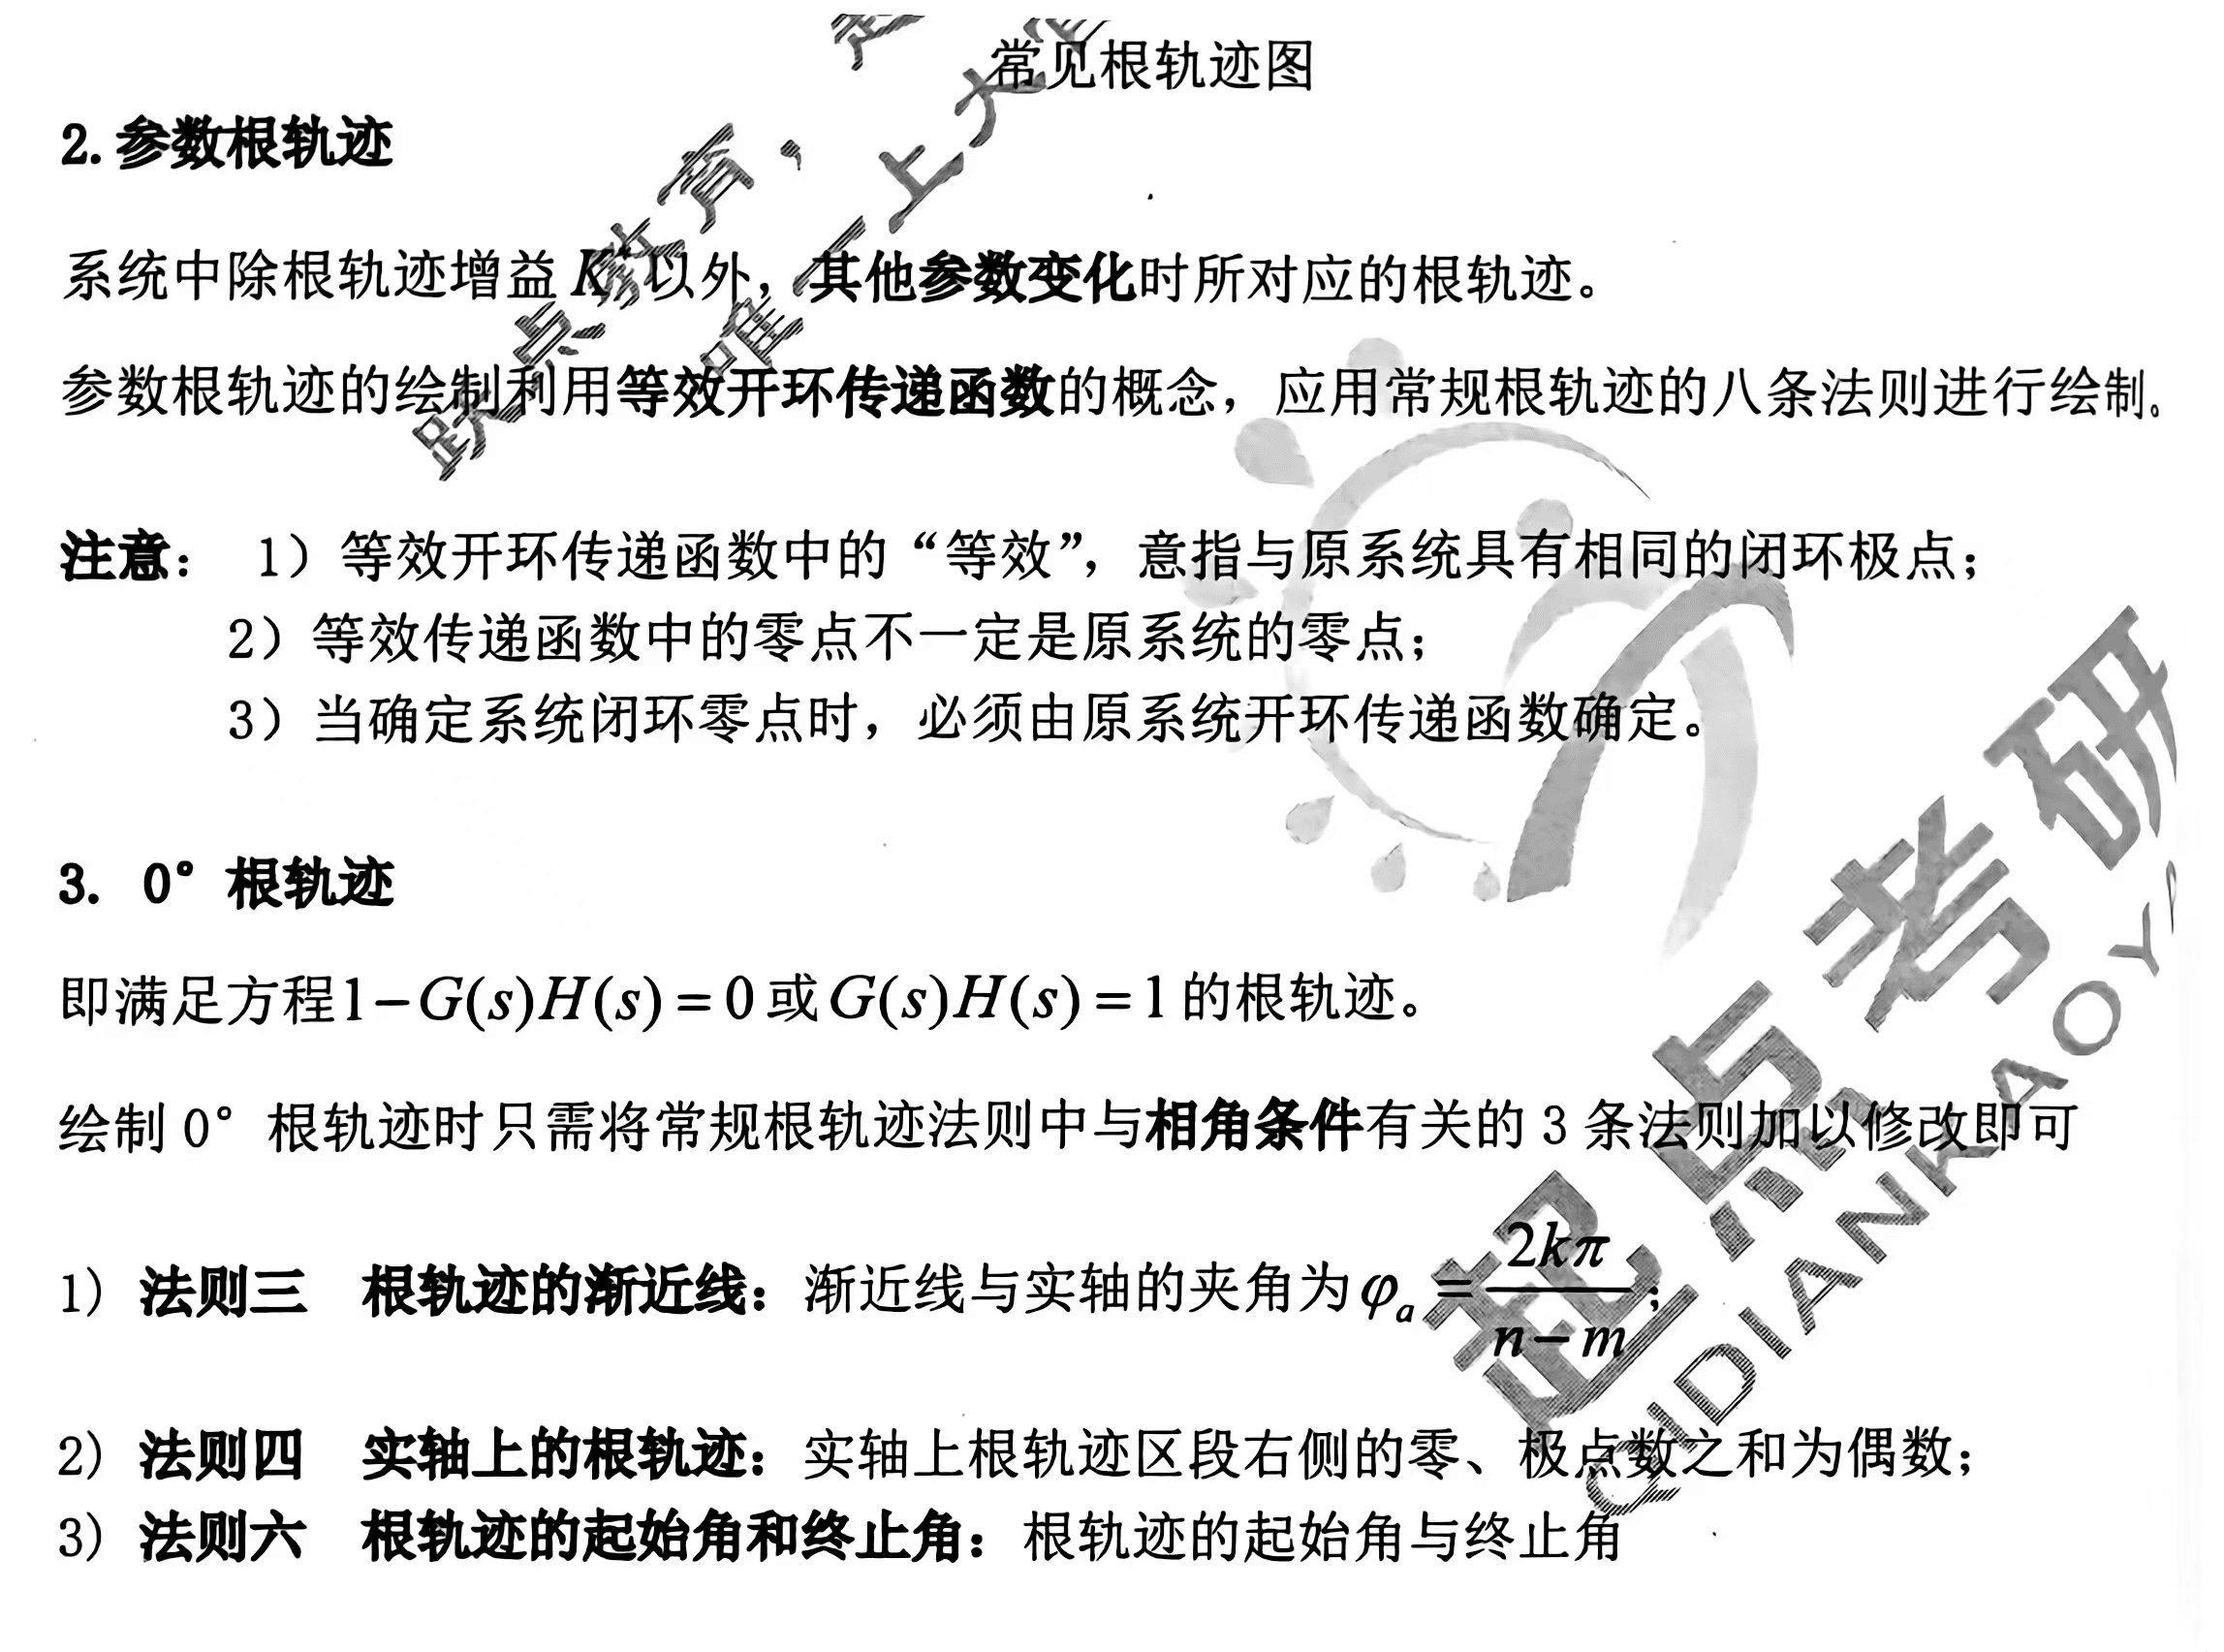 常见根轨迹图
2.参数根轨迹
系统中除根轨迹增益K*以外，其他参数变化时所对应的根轨迹。
参数根轨迹的绘制利用等效开环传递函数的概念，应用常规根轨迹的八条法则进行绘制。
注意： 1）等效开环传递函数中的“等效”，意指与原系统具有相同的闭环极点；
2）等效传递函数中的零点不一定是原系统的零点；
3）当确定系统闭环零点时，必须由原系统开环传递函数确定。
3. 0°根轨迹
即满足方程1−G(s)H(s)=0或G(s)H(s)=1的根轨迹。
绘制0°根轨迹时只需将常规根轨迹法则中与相角条件有关的3条法则加以修改即可
1) 法则三 根轨迹的渐近线：渐近线与实轴的夹角为φₐ=2kπ/(n−m)；
2) 法则四 实轴上的根轨迹：实轴上根轨迹区段右侧的零、极点数之和为偶数；
3) 法则六 根轨迹的起始角和终止角：根轨迹的起始角与终止角
跃点教育，
唯一上大
起点考研
QIDIANKAOY